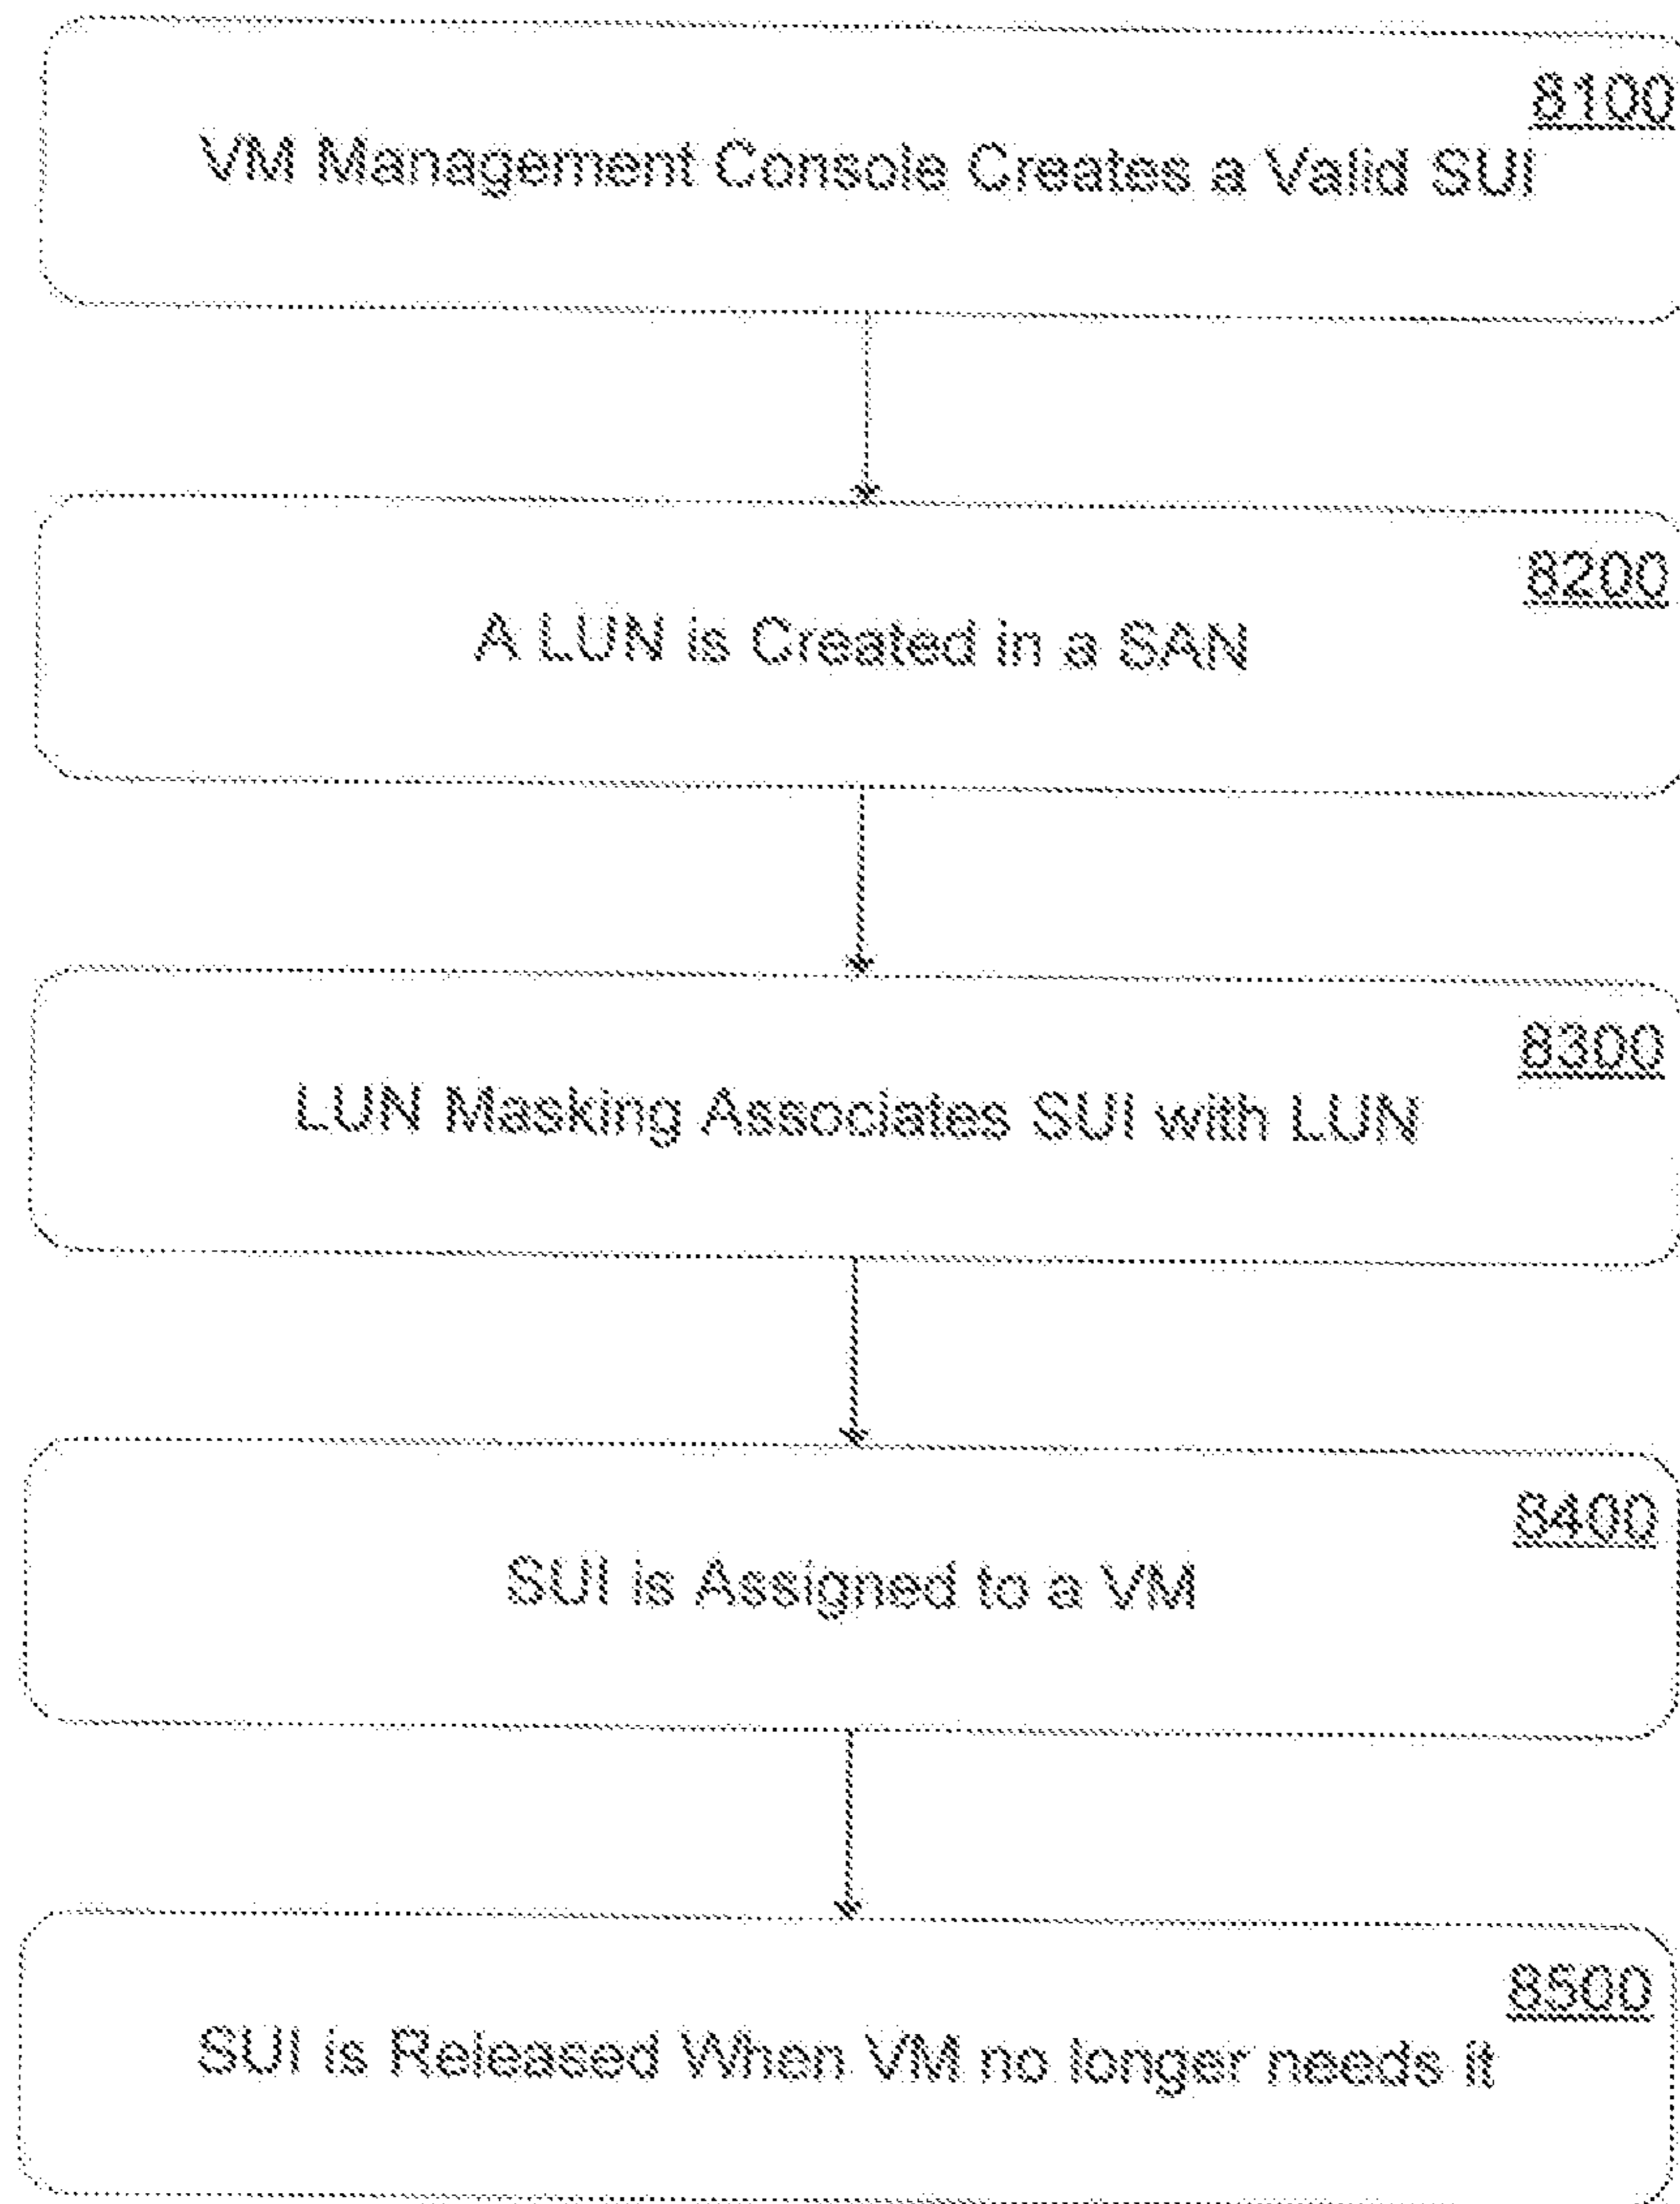 8100
VM Management Console Creates a Valid SUI
8200
A LUN is Created in a SAN
8300
LUN Masking Associates SUI with LUN
8400
SUI is Assigned to a VM
8500
SUI is Released When VM no longer needs it